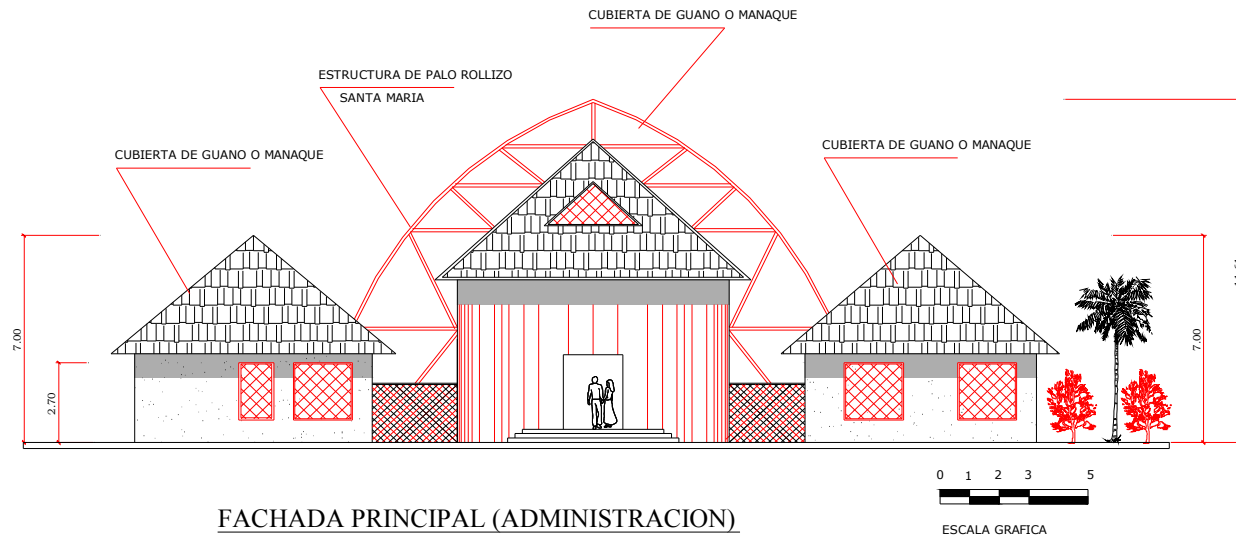 CUBIERTA DE GUANO O MANAQUE
ESTRUCTURA DE PALO ROLLIZO
SANTA MARIA
CUBIERTA DE GUANO O MANAQUE
CUBIERTA DE GUANO O MANAQUE
7.00
2.70
7.00
0 1 2 3 5
FACHADA PRINCIPAL (ADMINISTRACION)
ESCALA GRAFICA